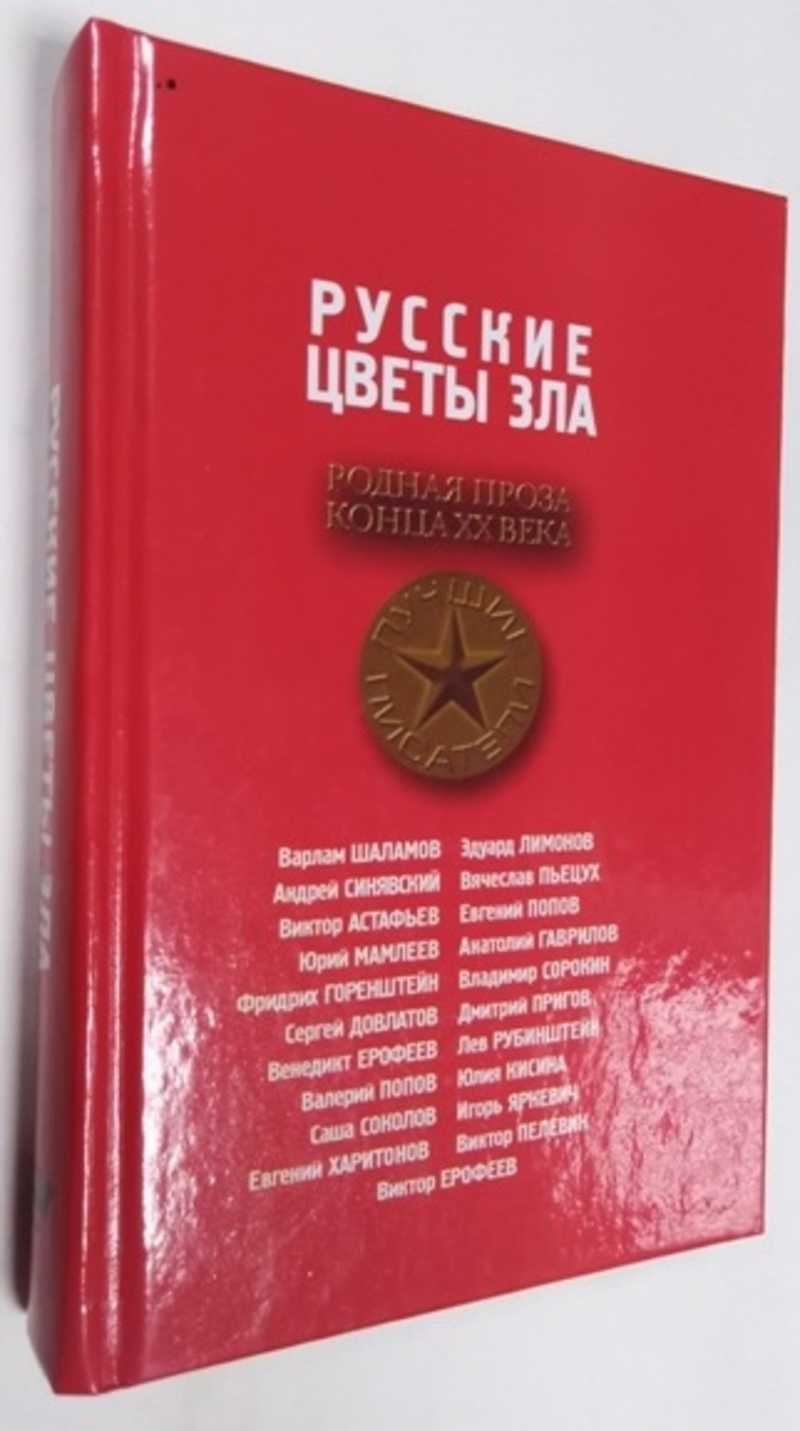 РУССКИЕ
ЦВЕТЫ ЗЛА
РОДНАЯ ПРОЗА
КОНЦА XX ВЕКА
ЛУЧШИЕ
ПИСАТЕЛИ
Варлам ШАЛАМОВ
Андрей СИНЯВСКИЙ
Виктор АСТАФЬЕВ
Юрий МАМЛЕЕВ
Фридрих ГОРЕНШТЕЙН
Сергей ДОВЛАТОВ
Венедикт ЕРОФЕЕВ
Валерий ПОПОВ
Саша СОКОЛОВ
Евгений ХАРИТОНОВ
Эдуард ЛИМОНОВ
Вячеслав ПЬЕЦУХ
Евгений ПОПОВ
Анатолий ГАВРИЛОВ
Владимир СОРОКИН
Дмитрий ПРИГОВ
Лев РУБИНШТЕЙН
Юлия КИСИНА
Игорь ЯРКЕВИЧ
Виктор ПЕЛЕВИН
Виктор ЕРОФЕЕВ
РУССКИЕ ЦВЕТЫ ЗЛА